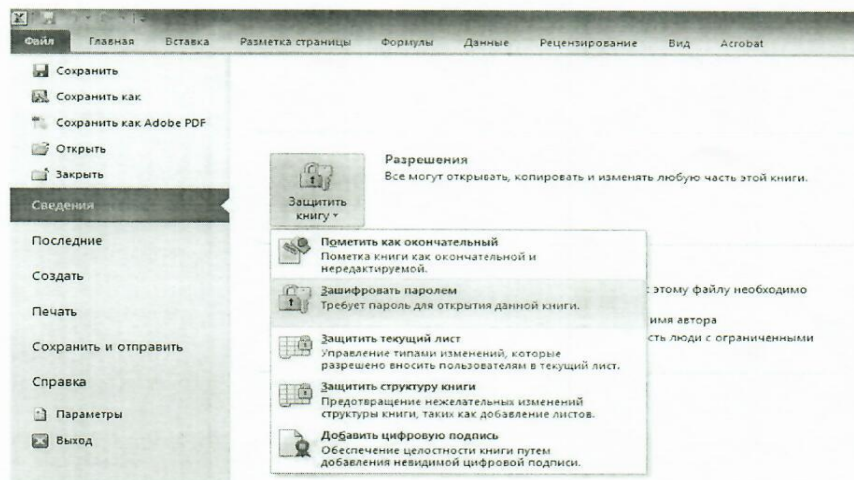 Файл Главная Вставка Разметка страницы Формулы Данные Рецензирование Вид Acrobat
Сохранить
Сохранить как
Сохранить как Adobe PDF
Открыть
Закрыть
Сведения
Последние
Создать
Печать
Сохранить и отправить
Справка
Параметры
Выход
Защитить
книгу
Разрешения
Все могут открывать, копировать и изменять любую часть этой книги.
Пометить как окончательный
Пометка книги как окончательной и
нередактируемой.
Зашифровать паролем
Требует пароль для открытия данной книги.
Защитить текущий лист
Управление типами изменений, которые
разрешено вносить пользователям в текущий лист.
Защитить структуру книги
Предотвращение нежелательных изменений
структуры книги, таких как добавление листов.
Добавить цифровую подпись
Обеспечение целостности книги путем
добавления невидимой цифровой подписи.
этому файлу необходимо
имя автора
сть люди с ограниченными